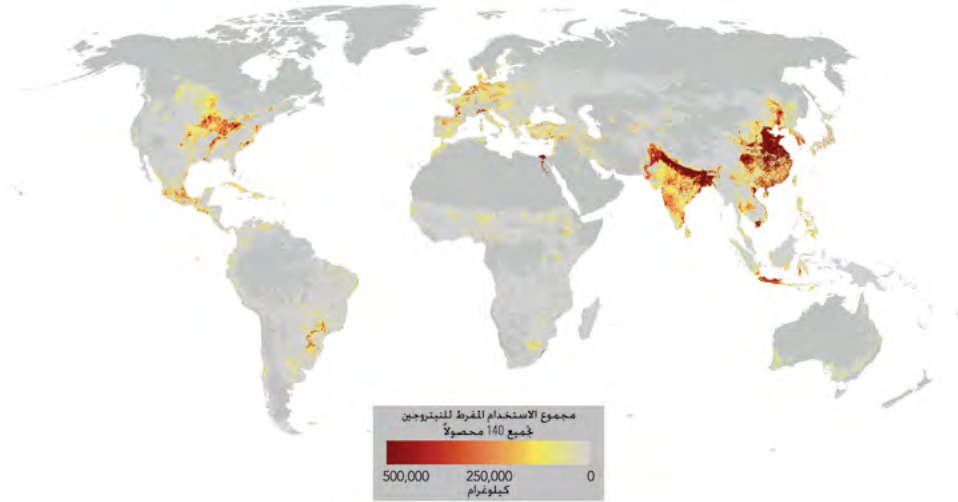 مجموع الاستخدام المفرط للنيتروجين
لجميع 140 محصولاً
500,000 250,000 0
كيلوغرام